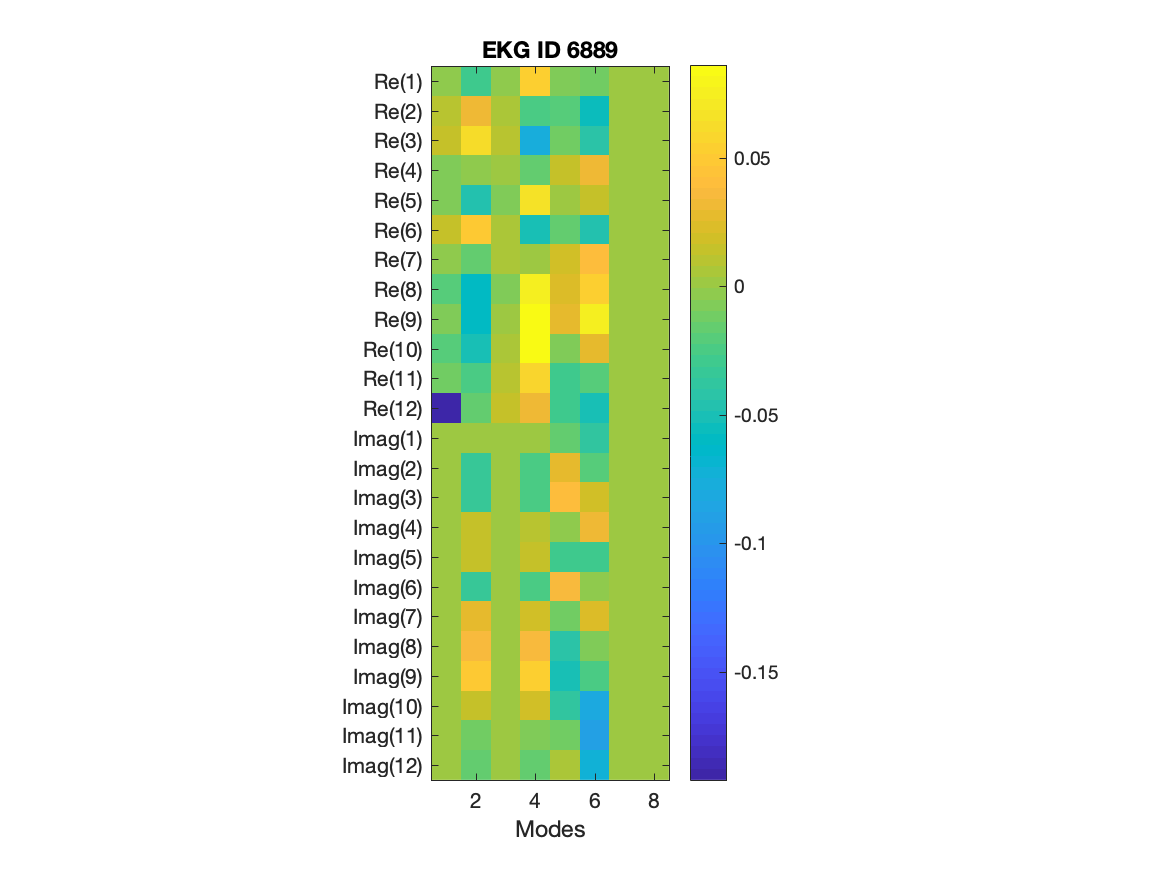 EKG ID 6889
Re(1)
Re(2)
Re(3)
Re(4)
Re(5)
Re(6)
Re(7)
Re(8)
Re(9)
Re(10)
Re(11)
Re(12)
Imag(1)
Imag(2)
Imag(3)
Imag(4)
Imag(5)
Imag(6)
Imag(7)
Imag(8)
Imag(9)
Imag(10)
Imag(11)
Imag(12)
2 4 6 8
Modes
0.05
0
-0.05
-0.1
-0.15